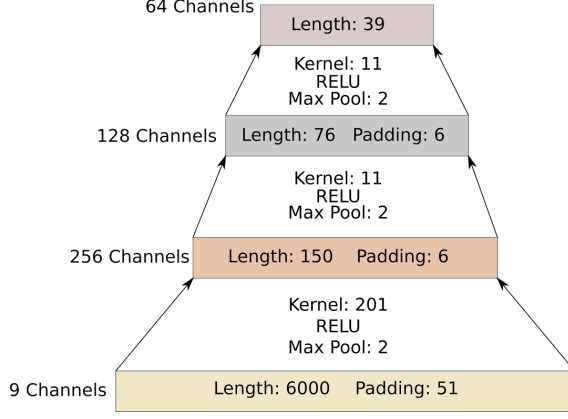 64 Channels
Length: 39
Kernel: 11
RELU
Max Pool: 2
128 Channels
Length: 76 Padding: 6
Kernel: 11
RELU
Max Pool: 2
256 Channels
Length: 150 Padding: 6
Kernel: 201
RELU
Max Pool: 2
9 Channels
Length: 6000 Padding: 51